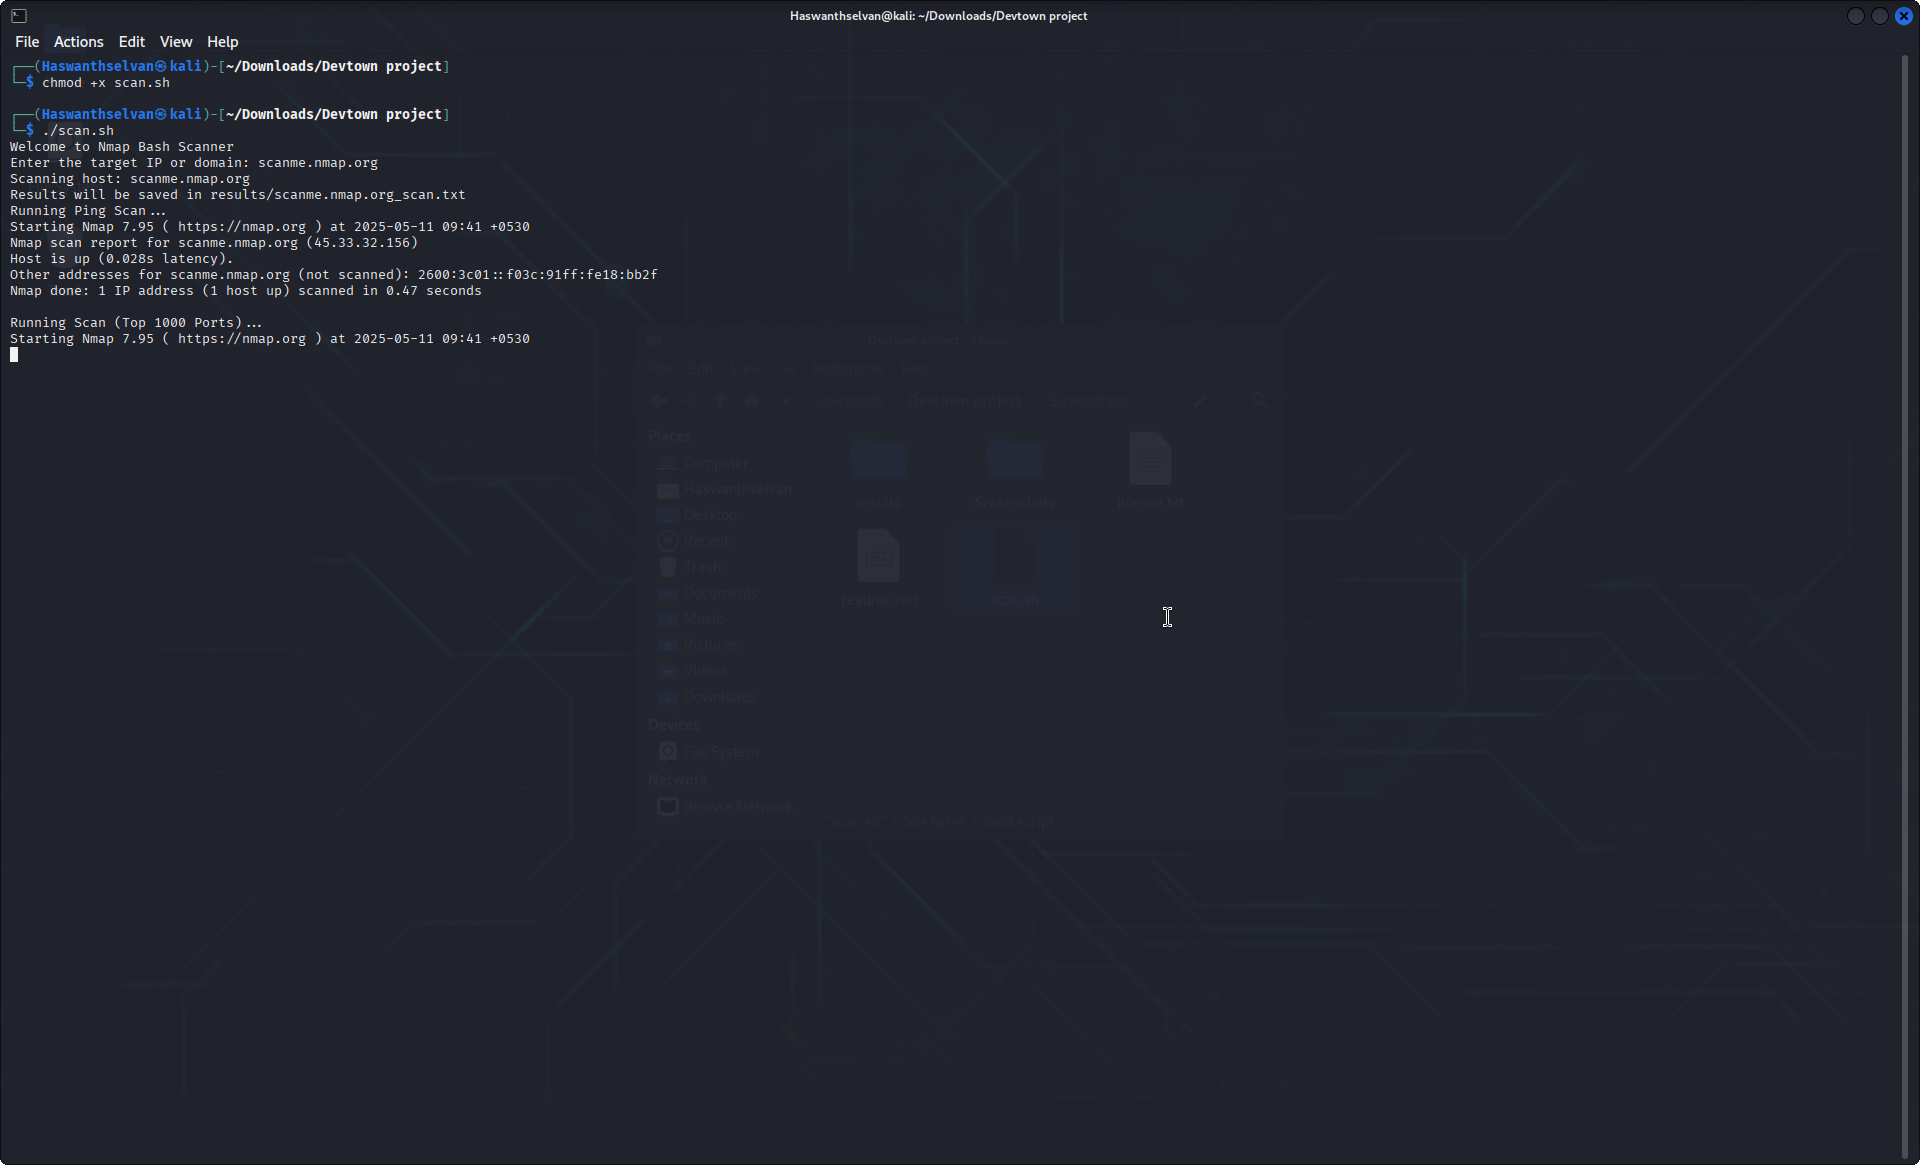 Haswanthselvan@kali: ~/Downloads/Devtown project
File Actions Edit View Help
┌──(Haswanthselvan㉿kali)-[~/Downloads/Devtown project]
└─$ chmod +x scan.sh
┌──(Haswanthselvan㉿kali)-[~/Downloads/Devtown project]
└─$ ./scan.sh
Welcome to Nmap Bash Scanner
Enter the target IP or domain: scanme.nmap.org
Scanning host: scanme.nmap.org
Results will be saved in results/scanme.nmap.org_scan.txt
Running Ping Scan...
Starting Nmap 7.95 ( https://nmap.org ) at 2025-05-11 09:41 +0530
Nmap scan report for scanme.nmap.org (45.33.32.156)
Host is up (0.028s latency).
Other addresses for scanme.nmap.org (not scanned): 2600:3c01::f03c:91ff:fe18:bb2f
Nmap done: 1 IP address (1 host up) scanned in 0.47 seconds
Running Scan (Top 1000 Ports)...
Starting Nmap 7.95 ( https://nmap.org ) at 2025-05-11 09:41 +0530
Devtown project - Thunar
File Edit View Go Bookmarks Help
Downloads Devtown project Screenshots
Places
Computer
Haswanthselvan
Desktop
Recent
Trash
Documents
Music
Pictures
Videos
Downloads
Devices
File System
Network
Browse Network
results Screenshots license.txt
readme.md scan.sh
"scan.sh" | 554 bytes | Shell script